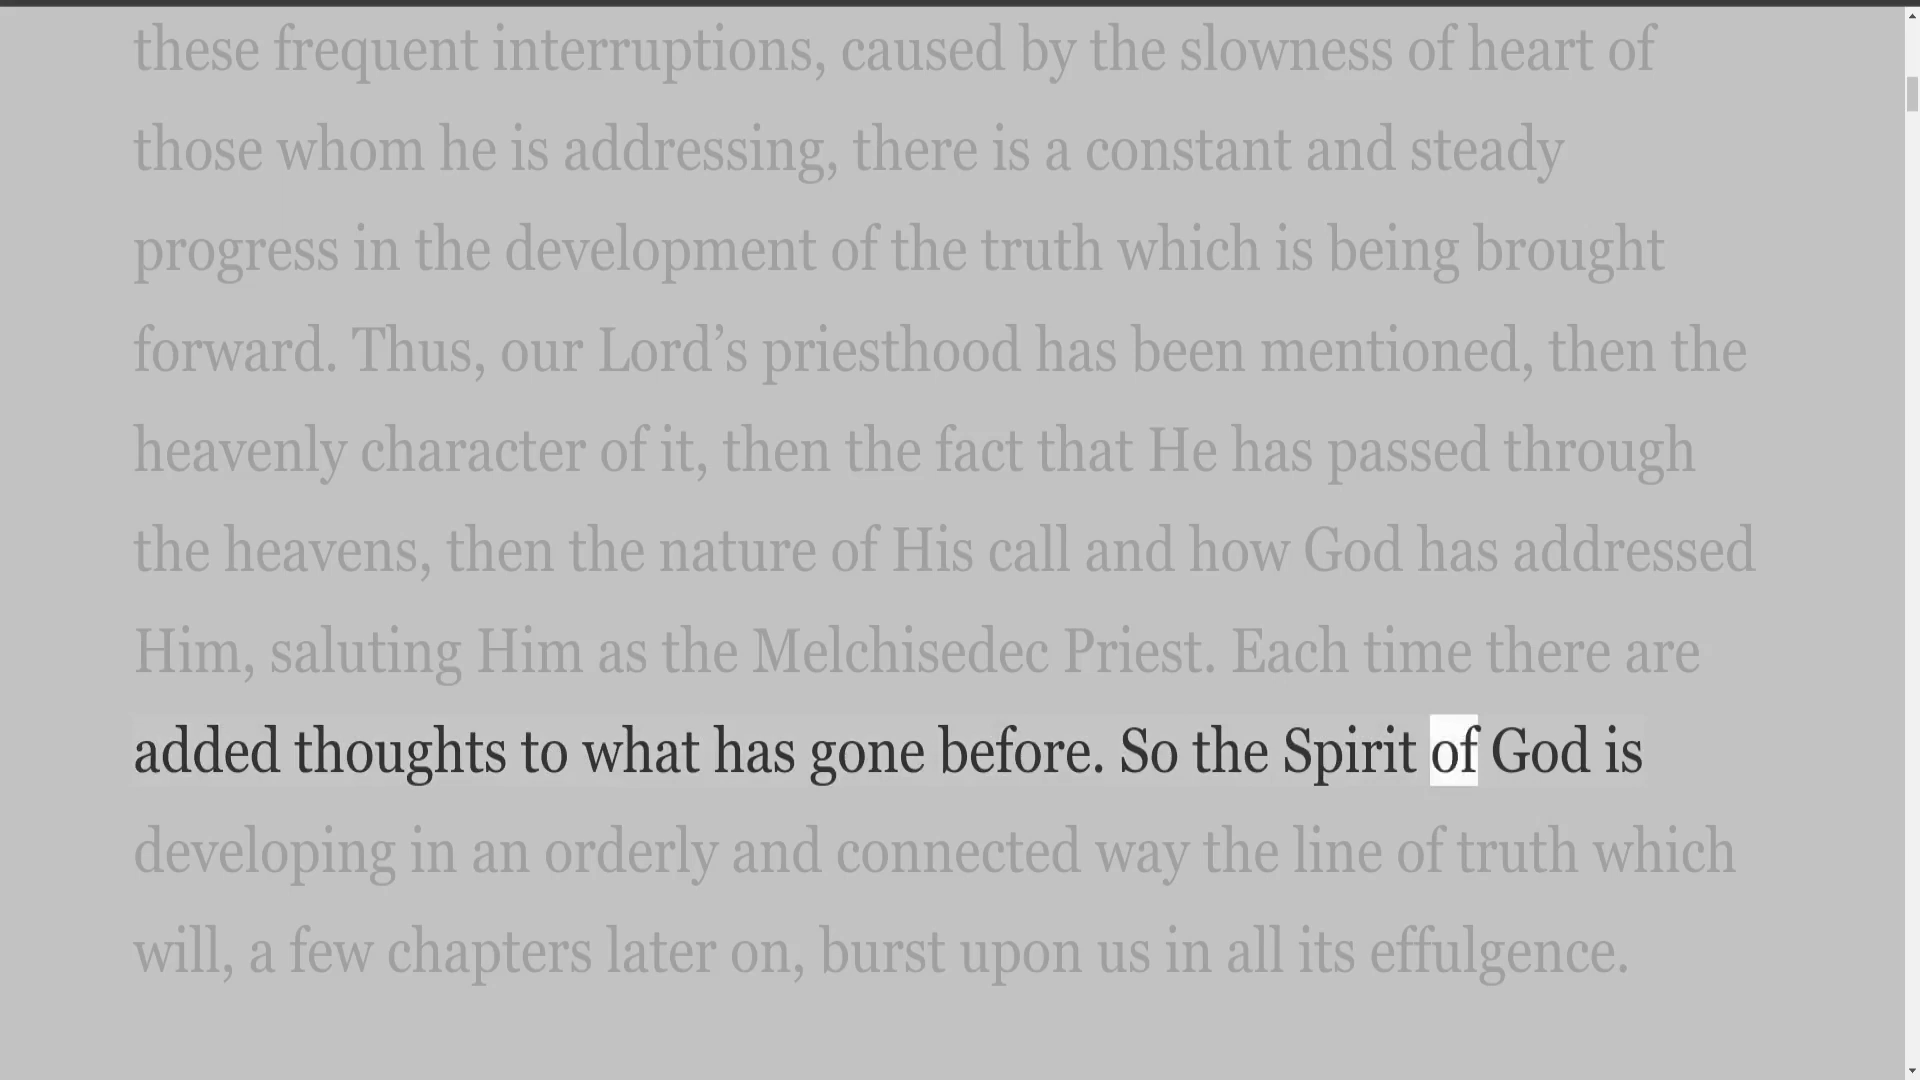 these frequent interruptions, caused by the slowness of heart of
those whom he is addressing, there is a constant and steady
progress in the development of the truth which is being brought
forward. Thus, our Lord’s priesthood has been mentioned, then the
heavenly character of it, then the fact that He has passed through
the heavens, then the nature of His call and how God has addressed
Him, saluting Him as the Melchisedec Priest. Each time there are
added thoughts to what has gone before. So the Spirit of God is
developing in an orderly and connected way the line of truth which
will, a few chapters later on, burst upon us in all its effulgence.